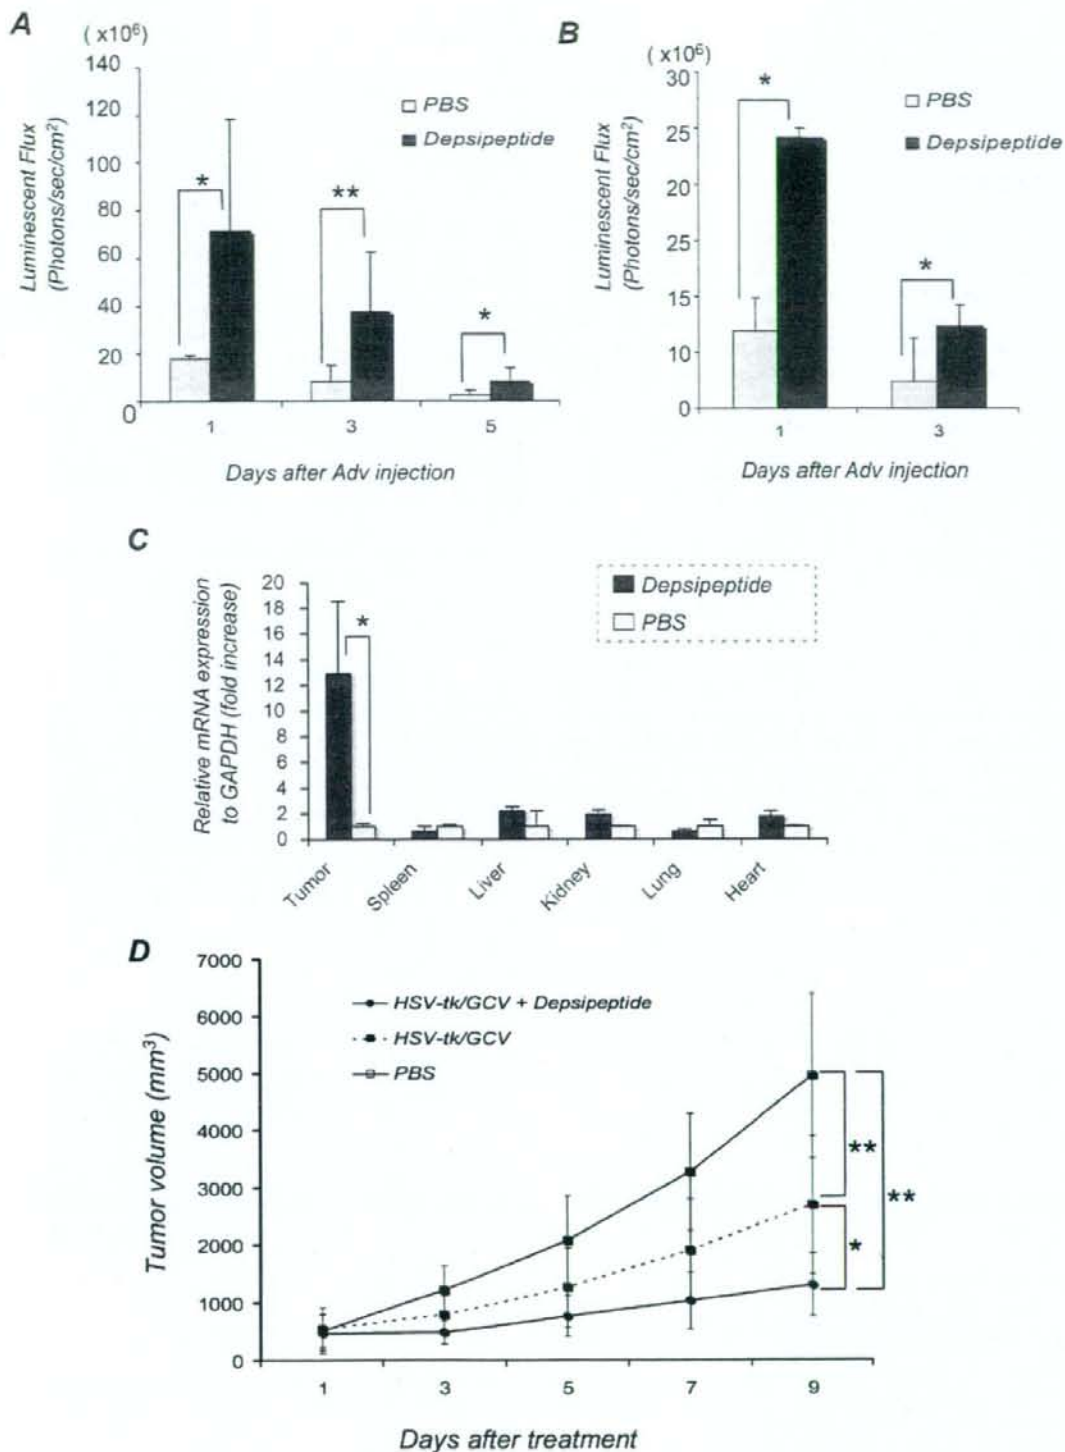 A
( x10⁶)
140
120
100
80
60
40
20
0
Luminescent Flux
(Photons/sec/cm²)
PBS
Depsipeptide
*
**
*
1 3 5
Days after Adv injection
B
( x10⁶)
30
25
20
25
15
10
0
Luminescent Flux
(Photons/sec/cm²)
PBS
Depsipeptide
*
*
1 3
Days after Adv injection
C
Relative mRNA expression
to GAPDH (fold increase)
20
18
16
14
12
10
8
6
4
2
0
*
Depsipeptide
PBS
Tumor Spleen Liver Kidney Lung Heart
D
Tumor volume (mm³)
7000
6000
5000
4000
3000
2000
1000
0
HSV-tk/GCV + Depsipeptide
HSV-tk/GCV
PBS
**
**
*
1 3 5 7 9
Days after treatment